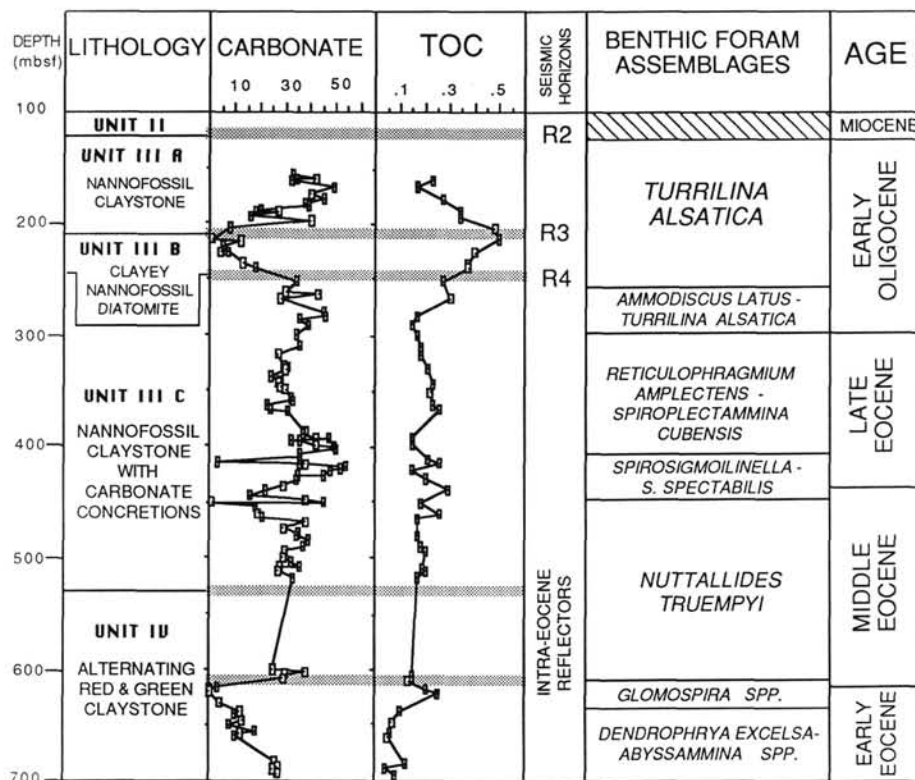 DEPTH
(mbsf)
LITHOLOGY
CARBONATE
TOC
SEISMIC
HORIZONS
BENTHIC FORAM
ASSEMBLAGES
AGE
10 30 50
.1 .3 .5
100
200
300
400
500
600
700
UNIT II
UNIT III A
NANNOFOSSIL
CLAYSTONE
UNIT III B
CLAYEY
NANNOFOSSIL
DIATOMITE
UNIT III C
NANNOFOSSIL
CLAYSTONE
WITH
CARBONATE
CONCRETIONS
UNIT IV
ALTERNATING
RED & GREEN
CLAYSTONE
R2
R3
R4
INTRA-EOCENE
REFLECTORS
TURRILINA
ALSATICA
AMMODISCUS LATUS -
TURRILINA ALSATICA
RETICULOPHRAGMIUM
AMPLECTENS -
SPIROPLECTAMMINA
CUBENSIS
SPIROSIGMOILINELLA -
S. SPECTABILIS
NUTTALLIDES
TRUEMPYI
GLOMOSPIRA SPP.
DENDROPHRYA EXCELSA-
ABYSSAMMINA SPP.
MIOCENE
EARLY
OLIGOCENE
LATE
EOCENE
MIDDLE
EOCENE
EARLY
EOCENE